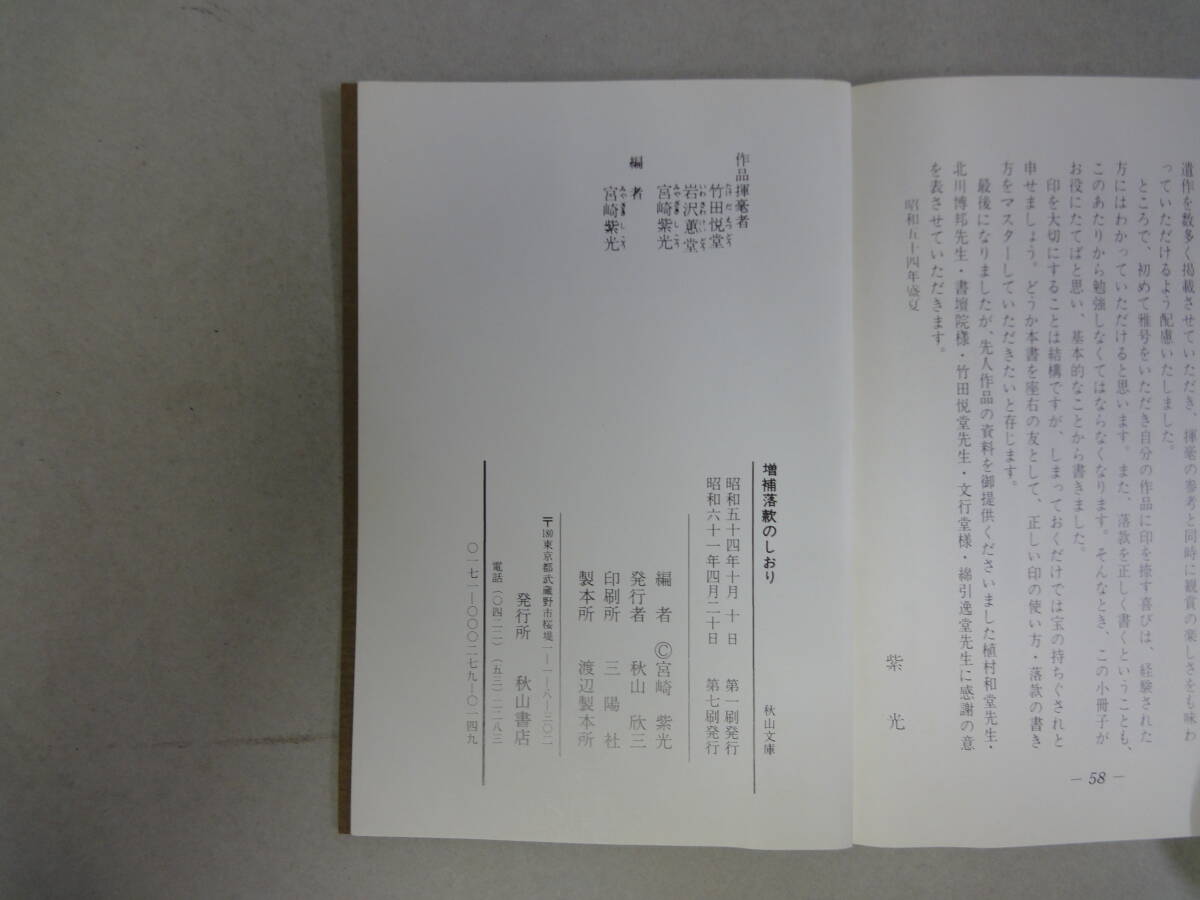 遺作を数多く掲載させていただき、揮毫の参考と同時に観賞の楽しさをも味わ
っていただけるよう配慮いたしました。
ところで、初めて雅号をいただき自分の作品に印を捺す喜びは、経験された
方にはわかっていただけると思います。また、落款を正しく書くということも、
このあたりから勉強しなくてはならなくなります。そんなとき、この小冊子が
お役にたてばと思い、基本的なことから書きました。
印を大切にすることは結構ですが、しまっておくだけでは宝の持ちぐされと
申せましょう。どうか本書を座右の友として、正しい印の使い方・落款の書き
方をマスターしていただきたいと存じます。
最後になりましたが、先人作品の資料を御提供くださいました植村和堂先生・
北川博邦先生・書壇院様・竹田悦堂先生・文行堂様・綿引逸堂先生に感謝の意
を表させていただきます。
昭和五十四年盛夏
紫光
― 58 ―
作品揮毫者
竹田悦堂
岩沢蕙堂
宮崎紫光
編者
宮崎紫光
増補落款のしおり 秋山文庫
昭和五十四年十月十日 第一刷発行
昭和六十一年四月二十日 第七刷発行
編者 ©宮崎紫光
発行者 秋山欣三
印刷所 三陽社
製本所 渡辺製本所
〒180東京都武蔵野市桜堤一―一―八―三〇二
発行所 秋山書店
電話(〇四二二)(五三)二二八三
〇一七一―〇〇〇二七九―〇一四九